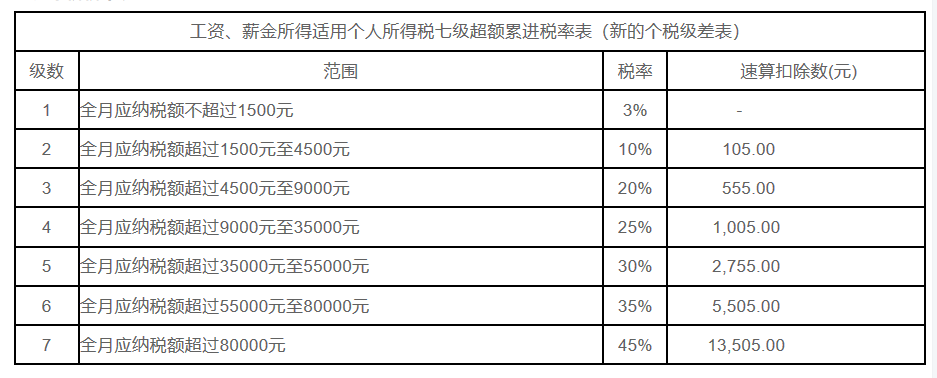 工资、薪金所得适用个人所得税七级超额累进税率表（新的个税级差表）
级数 范围 税率 速算扣除数(元)
1 全月应纳税额不超过1500元 3% -
2 全月应纳税额超过1500元至4500元 10% 105.00
3 全月应纳税额超过4500元至9000元 20% 555.00
4 全月应纳税额超过9000元至35000元 25% 1,005.00
5 全月应纳税额超过35000元至55000元 30% 2,755.00
6 全月应纳税额超过55000元至80000元 35% 5,505.00
7 全月应纳税额超过80000元 45% 13,505.00